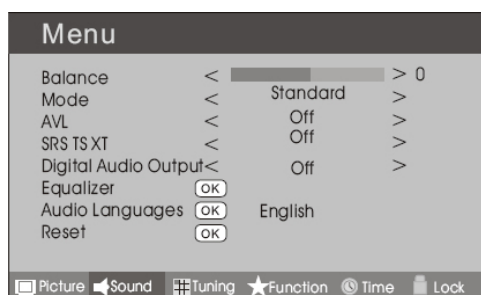 Menu
Balance < > 0
Mode < Standard >
AVL < Off >
SRS TS XT < Off >
Digital Audio Output < Off >
Equalizer OK
Audio Languages OK English
Reset OK
Picture Sound Tuning Function Time Lock